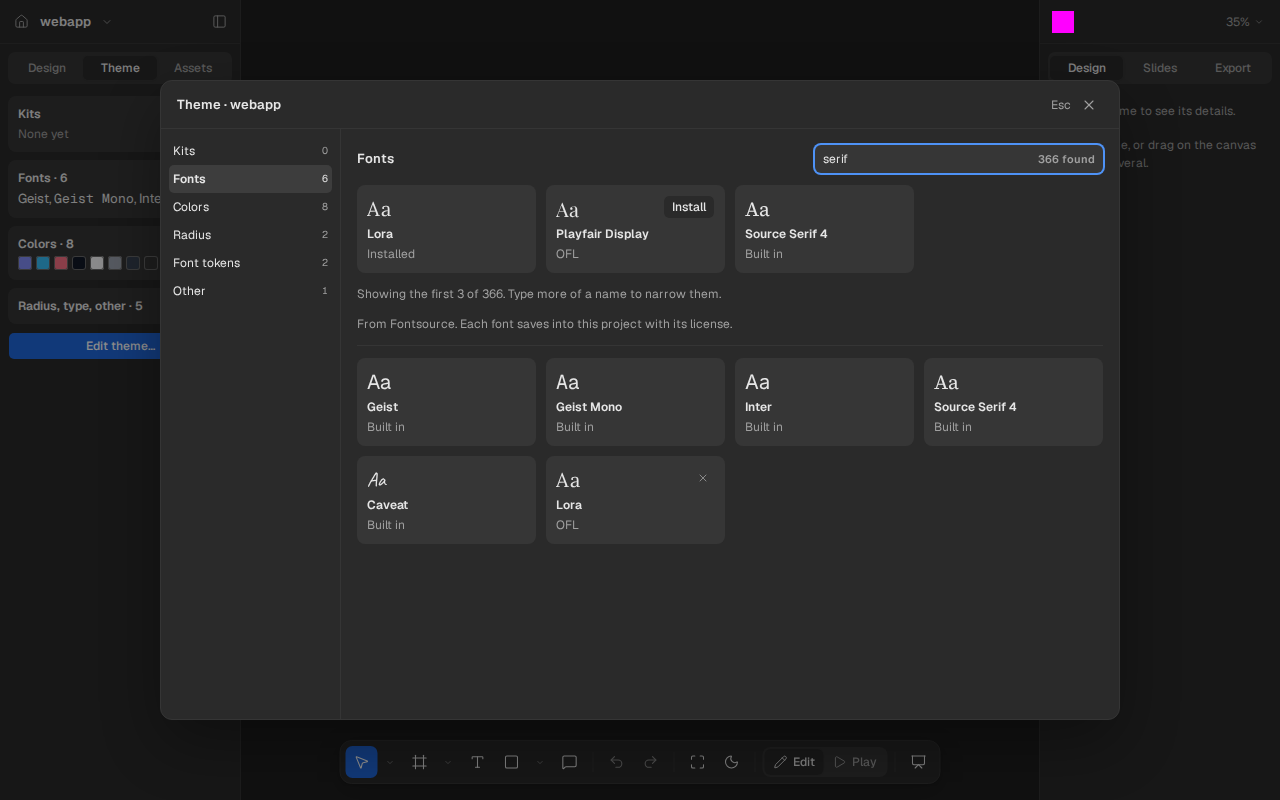 webapp
35%
Design Theme Assets
Design Slides Export
Kits
None yet
Fonts · 6
Geist, Geist Mono, Inte
Colors · 8
Radius, type, other · 5
Edit theme…
me to see its details.
e, or drag on the canvas
veral.
Theme · webapp
Esc
Kits 0
Fonts 6
Colors 8
Radius 2
Font tokens 2
Other 1
Fonts
serif 366 found
Aa
Lora
Installed
Aa Install
Playfair Display
OFL
Aa
Source Serif 4
Built in
Showing the first 3 of 366. Type more of a name to narrow them.
From Fontsource. Each font saves into this project with its license.
Aa
Geist
Built in
Aa
Geist Mono
Built in
Aa
Inter
Built in
Aa
Source Serif 4
Built in
Aa
Caveat
Built in
Aa
Lora
OFL
Edit Play